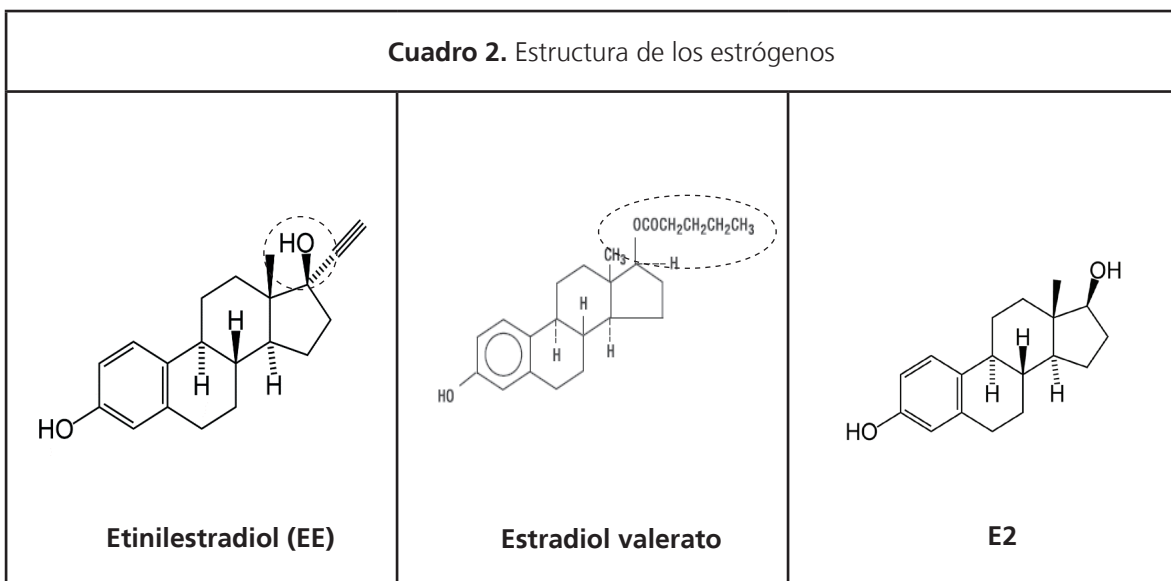 Cuadro 2. Estructura de los estrógenos
HO
H
H
H
HO
Etinilestradiol (EE)
OCOCH₂CH₂CH₂CH₃
CH₃
H
H
H
H
HO
Estradiol valerato
OH
H
H
H
HO
E2